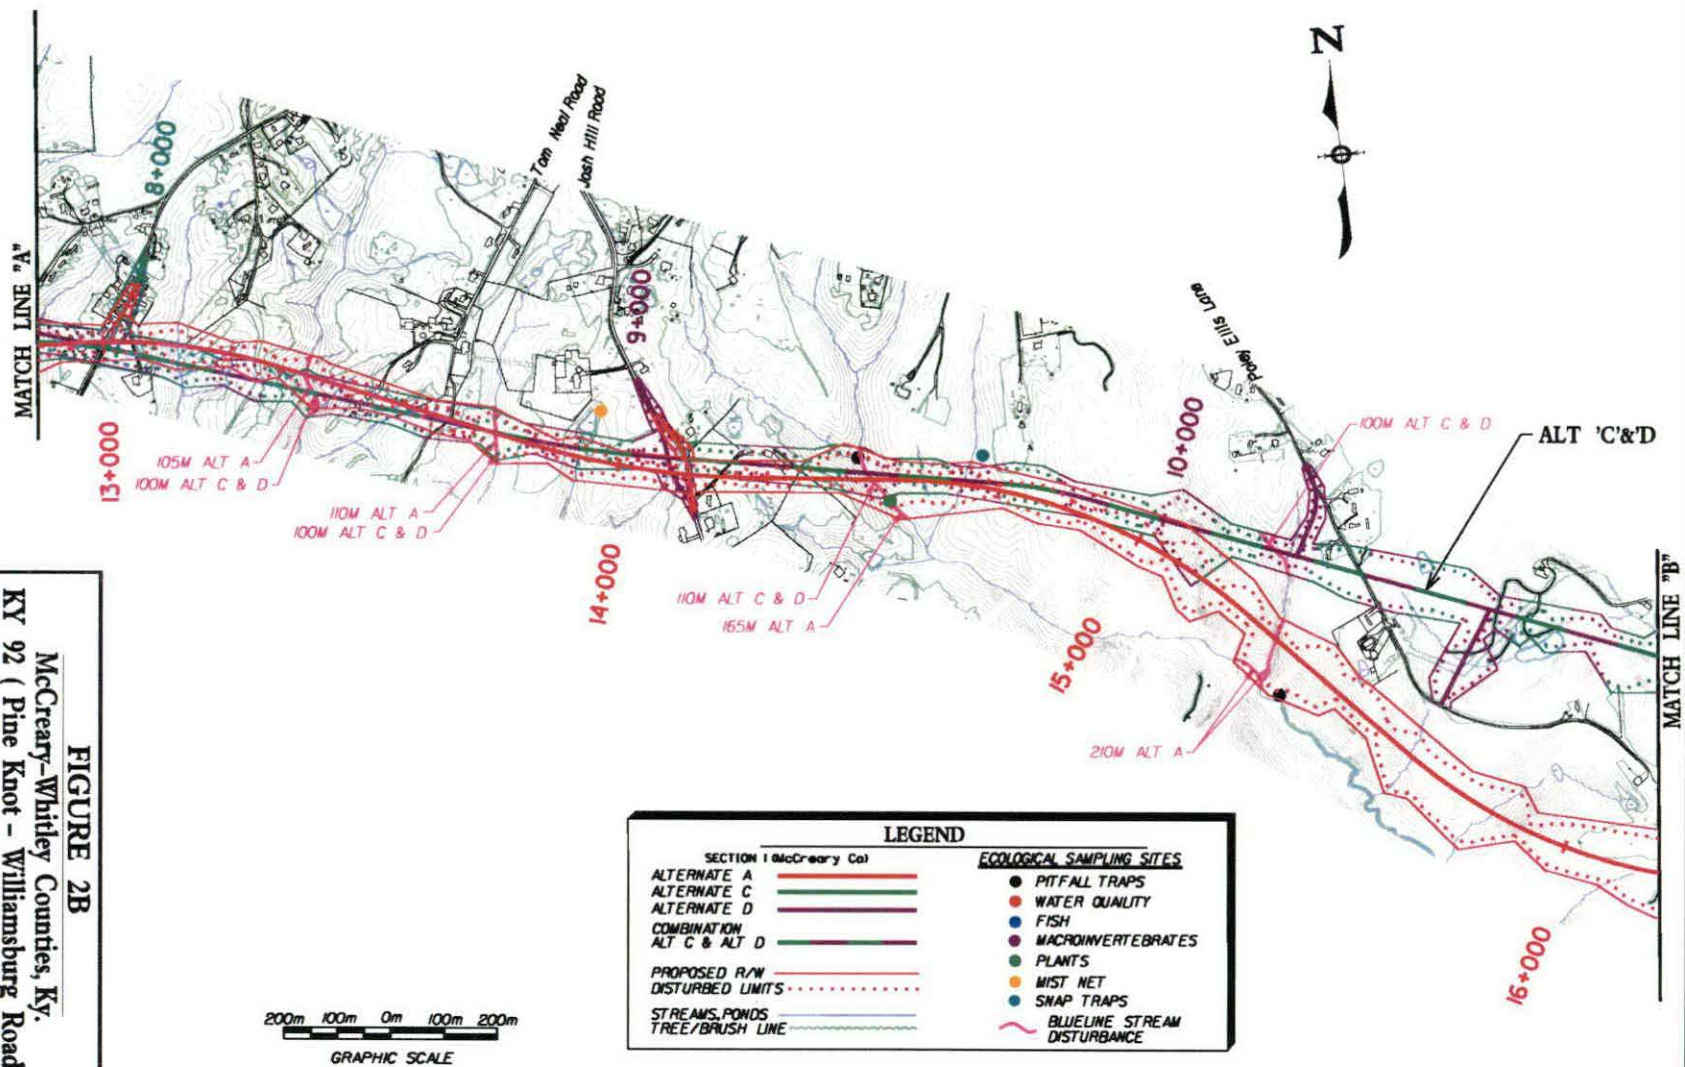 N
Tom Neal Road
Josh Hill Road
8+000
9+000
MATCH LINE "A"
13+000
105M ALT A
100M ALT C & D
110M ALT A
100M ALT C & D
14+000
110M ALT C & D
165M ALT A
Ellis Lane
10+000
100M ALT C & D
ALT 'C'&'D'
15+000
210M ALT A
MATCH LINE "B"
16+000
FIGURE 2B
McCreary-Whitley Counties, Ky.
KY 92 ( Pine Knot - Williamsburg Road
200m 100m 0m 100m 200m
GRAPHIC SCALE
LEGEND
SECTION 1 (McCreary Co)
ALTERNATE A
ALTERNATE C
ALTERNATE D
COMBINATION
ALT C & ALT D
PROPOSED R/W
DISTURBED LIMITS
STREAMS, PONDS
TREE/BRUSH LINE
ECOLOGICAL SAMPLING SITES
PITFALL TRAPS
WATER QUAILITY
FISH
MACROINVERTEBRATES
PLANTS
MIST NET
SNAP TRAPS
BLUELINE STREAM
DISTURBANCE